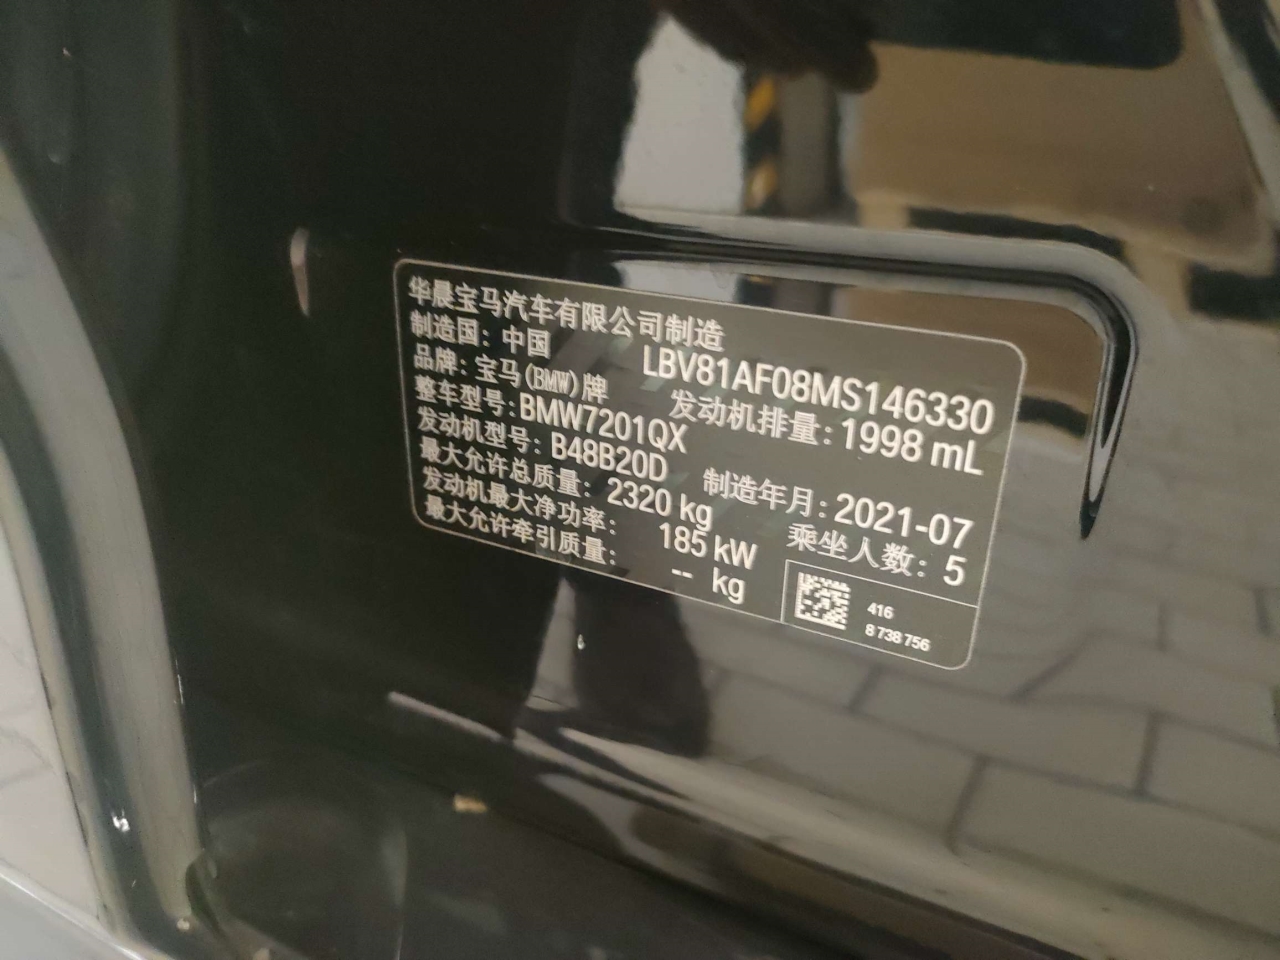 华晨宝马汽车有限公司制造
制造国：中国 LBV81AF08MS146330
品牌：宝马(BMW)牌 发动机排量：1998 mL
整车型号：BMW7201QX
发动机型号：B48B20D 制造年月：2021-07
最大允许总质量：2320 kg 乘坐人数：5
发动机最大净功率：185 kW
最大允许牵引质量：-- kg
416
8 738 756